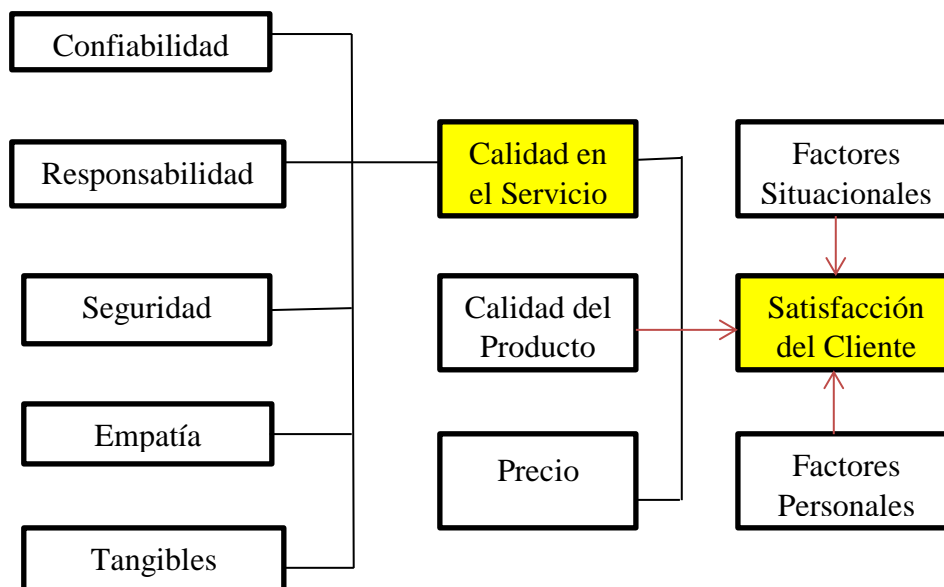 Confiabilidad
Responsabilidad
Seguridad
Empatía
Tangibles
Calidad en
el Servicio
Calidad del
Producto
Precio
Factores
Situacionales
Satisfacción
del Cliente
Factores
Personales